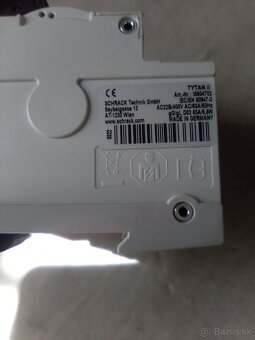 TYTAN II
CE
SCHRACK Technik GmbH
Seybelgasse 13
AT-1230 Wien
www.schrack.com
IEC/EN 60947-3
MADE IN GERMANY
Bazos.sk